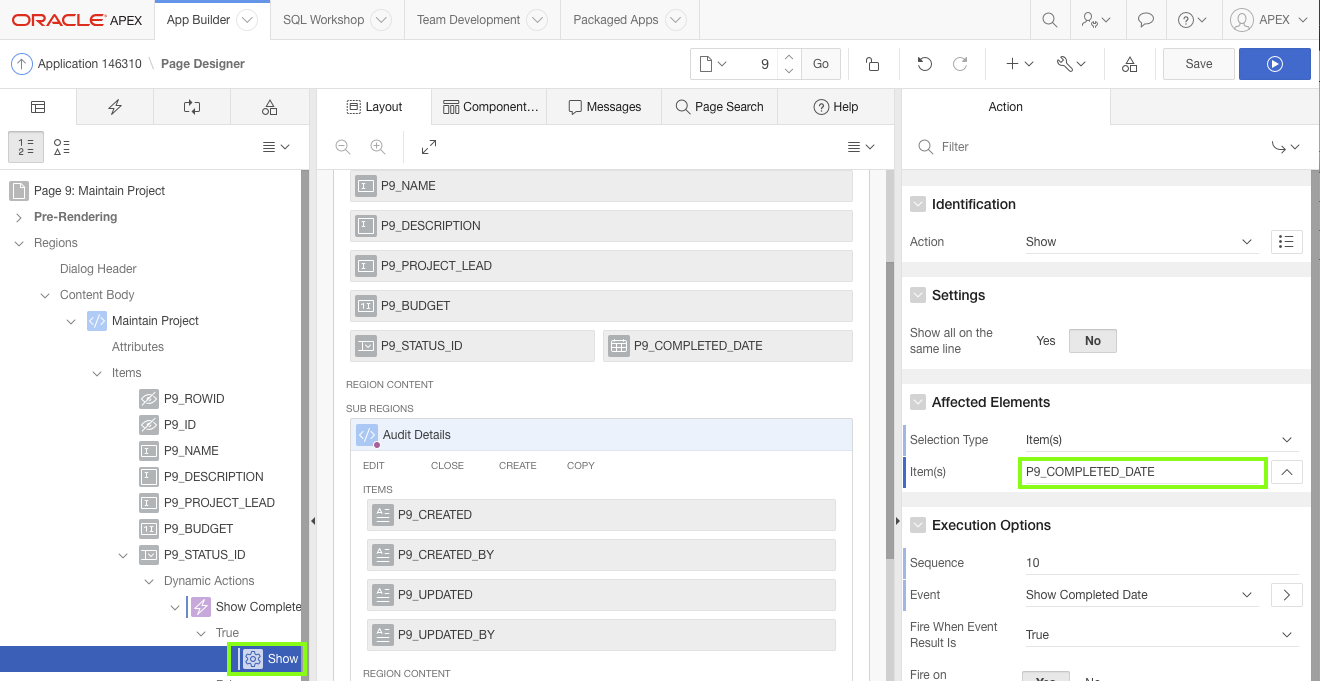 ORACLE APEX
App Builder
SQL Workshop
Team Development
Packaged Apps
APEX
Application 146310 \ Page Designer
9
Go
Save
Layout
Component...
Messages
Page Search
Help
Action
Filter
Page 9: Maintain Project
Pre-Rendering
Regions
Dialog Header
Content Body
Maintain Project
Attributes
Items
P9_ROWID
P9_ID
P9_NAME
P9_DESCRIPTION
P9_PROJECT_LEAD
P9_BUDGET
P9_STATUS_ID
Dynamic Actions
Show Complete
True
Show
P9_NAME
P9_DESCRIPTION
P9_PROJECT_LEAD
P9_BUDGET
P9_STATUS_ID
P9_COMPLETED_DATE
REGION CONTENT
SUB REGIONS
Audit Details
EDIT CLOSE CREATE COPY
ITEMS
P9_CREATED
P9_CREATED_BY
P9_UPDATED
P9_UPDATED_BY
REGION CONTENT
Identification
Action Show
Settings
Show all on the
same line
Yes No
Affected Elements
Selection Type Item(s)
Item(s) P9_COMPLETED_DATE
Execution Options
Sequence 10
Event Show Completed Date
Fire When Event
Result Is
True
Fire on
Yes No